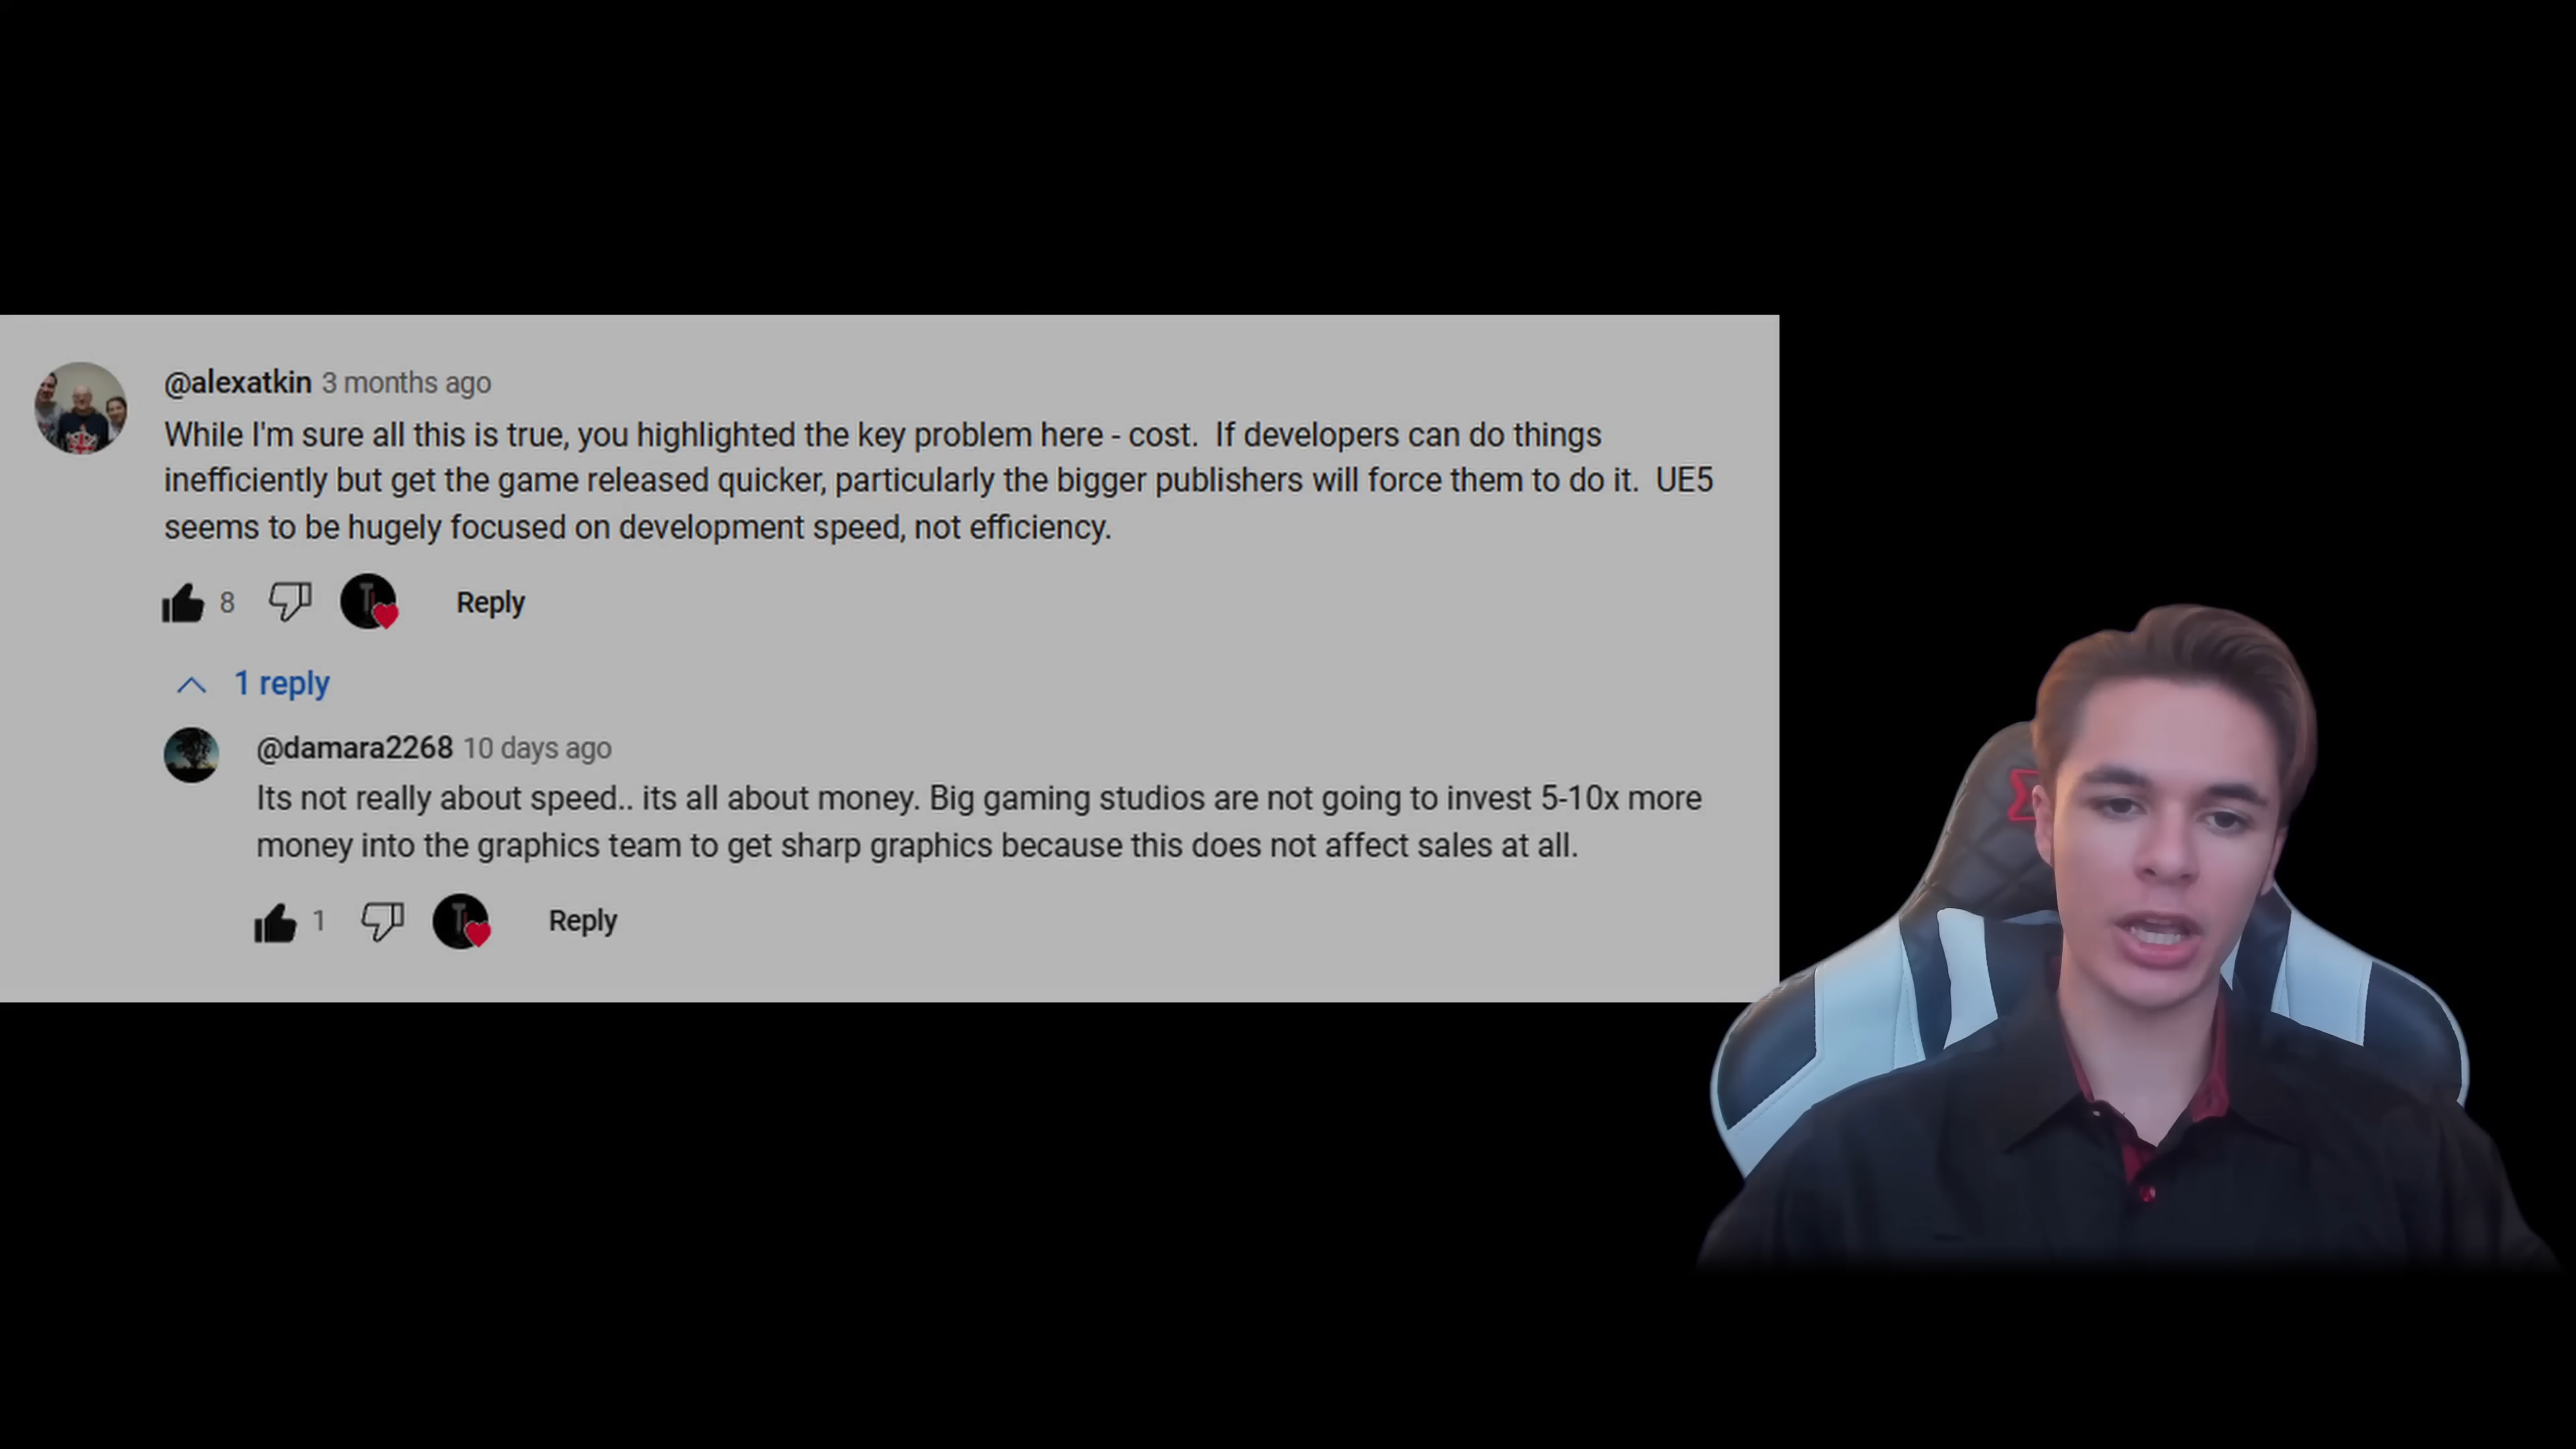 @alexatkin 3 months ago
While I'm sure all this is true, you highlighted the key problem here - cost.  If developers can do things
inefficiently but get the game released quicker, particularly the bigger publishers will force them to do it.  UE5
seems to be hugely focused on development speed, not efficiency.
8 Reply
1 reply
@damara2268 10 days ago
Its not really about speed.. its all about money. Big gaming studios are not going to invest 5-10x more
money into the graphics team to get sharp graphics because this does not affect sales at all.
1 Reply